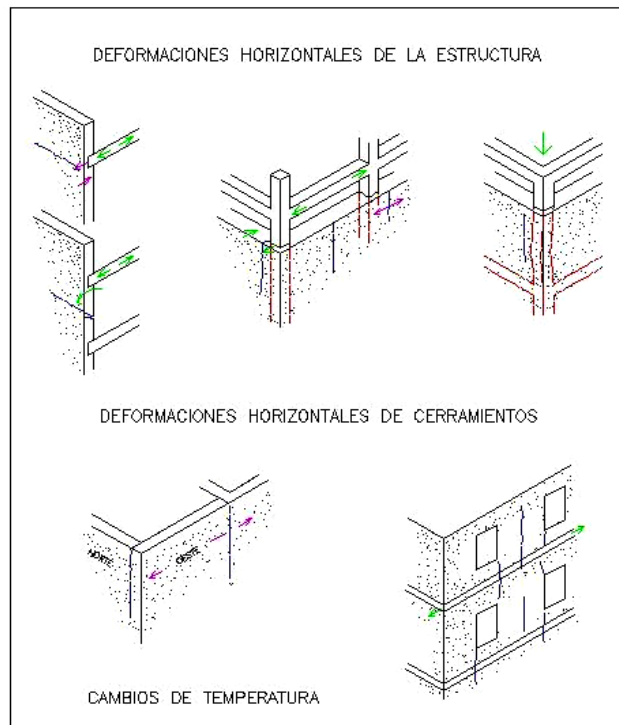 DEFORMACIONES HORIZONTALES DE LA ESTRUCTURA
DEFORMACIONES HORIZONTALES DE CERRAMIENTOS
NORTE
OESTE
CAMBIOS DE TEMPERATURA